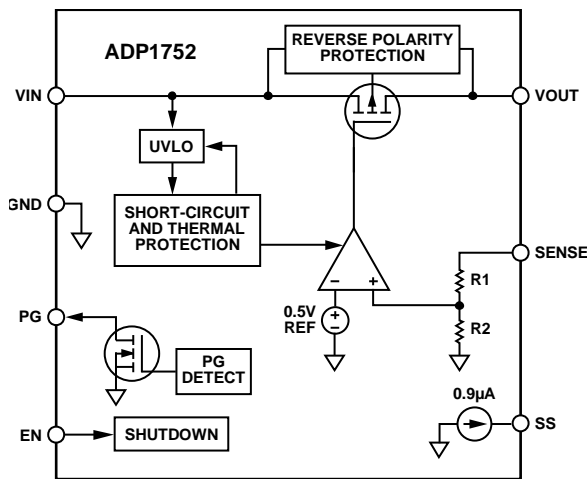 ADP1752
REVERSE POLARITY
PROTECTION
VIN
VOUT
UVLO
GND
SHORT-CIRCUIT
AND THERMAL
PROTECTION
SENSE
R1
–
+
PG
0.5V
REF
+
–
R2
PG
DETECT
0.9µA
EN
SHUTDOWN
SS